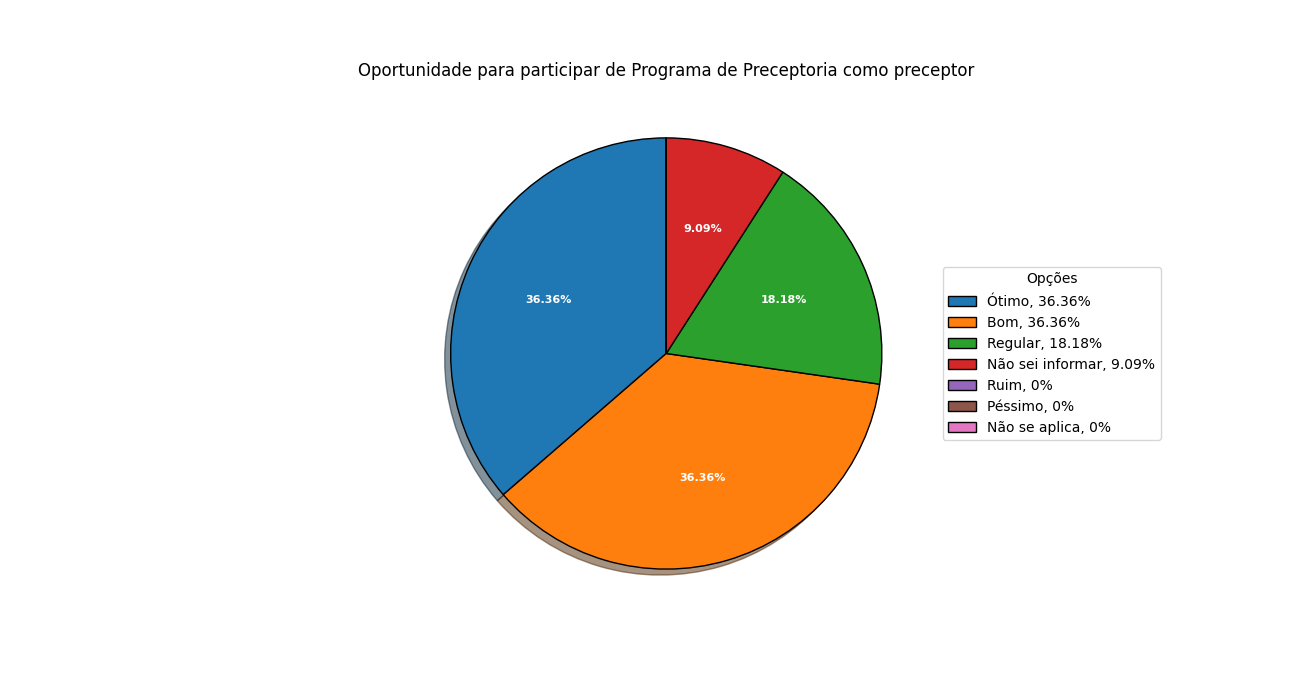 Oportunidade para participar de Programa de Preceptoria como preceptor
9.09%
36.36%
18.18%
36.36%
Opções
Ótimo, 36.36%
Bom, 36.36%
Regular, 18.18%
Não sei informar, 9.09%
Ruim, 0%
Péssimo, 0%
Não se aplica, 0%